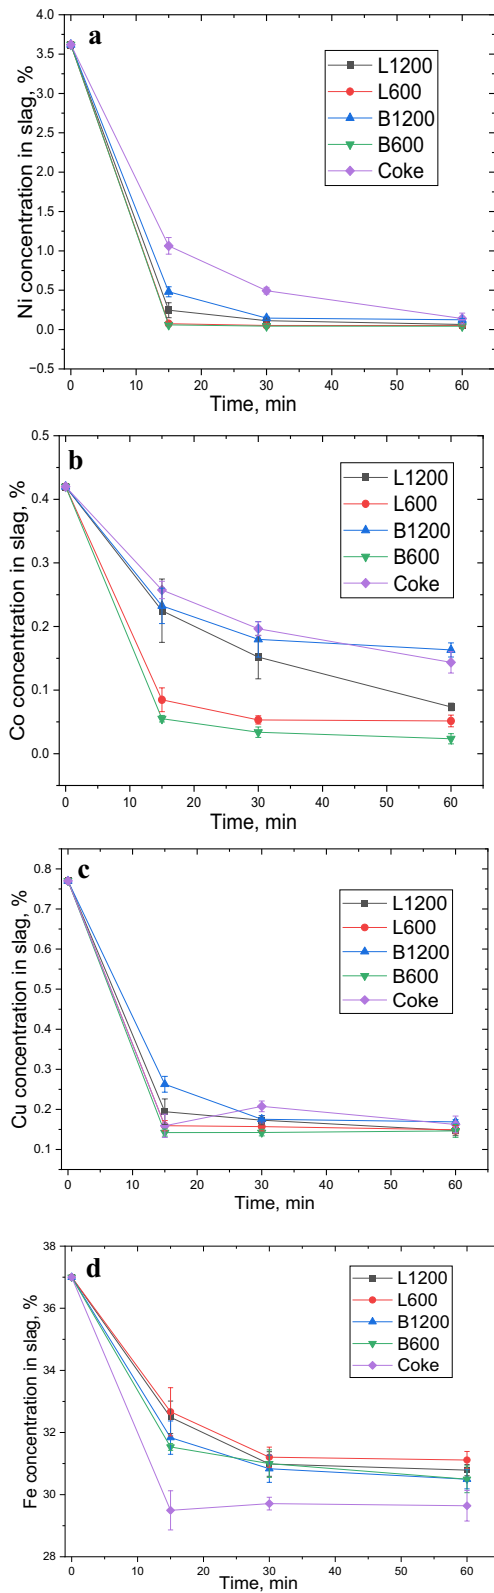 a
4.0
3.5
3.0
2.5
2.0
1.5
1.0
0.5
0.0
−0.5
Ni concentration in slag, %
L1200
L600
B1200
B600
Coke
0 10 20 30 40 50 60
Time, min
b
0.5
0.4
0.3
0.2
0.1
0.0
Co concentration in slag, %
L1200
L600
B1200
B600
Coke
0 10 20 30 40 50 60
Time, min
c
0.8
0.7
0.6
0.5
0.4
0.3
0.2
0.1
Cu concentration in slag, %
L1200
L600
B1200
B600
Coke
0 10 20 30 40 50 60
Time, min
d
38
36
34
32
30
28
Fe concentration in slag, %
L1200
L600
B1200
B600
Coke
0 10 20 30 40 50 60
Time, min